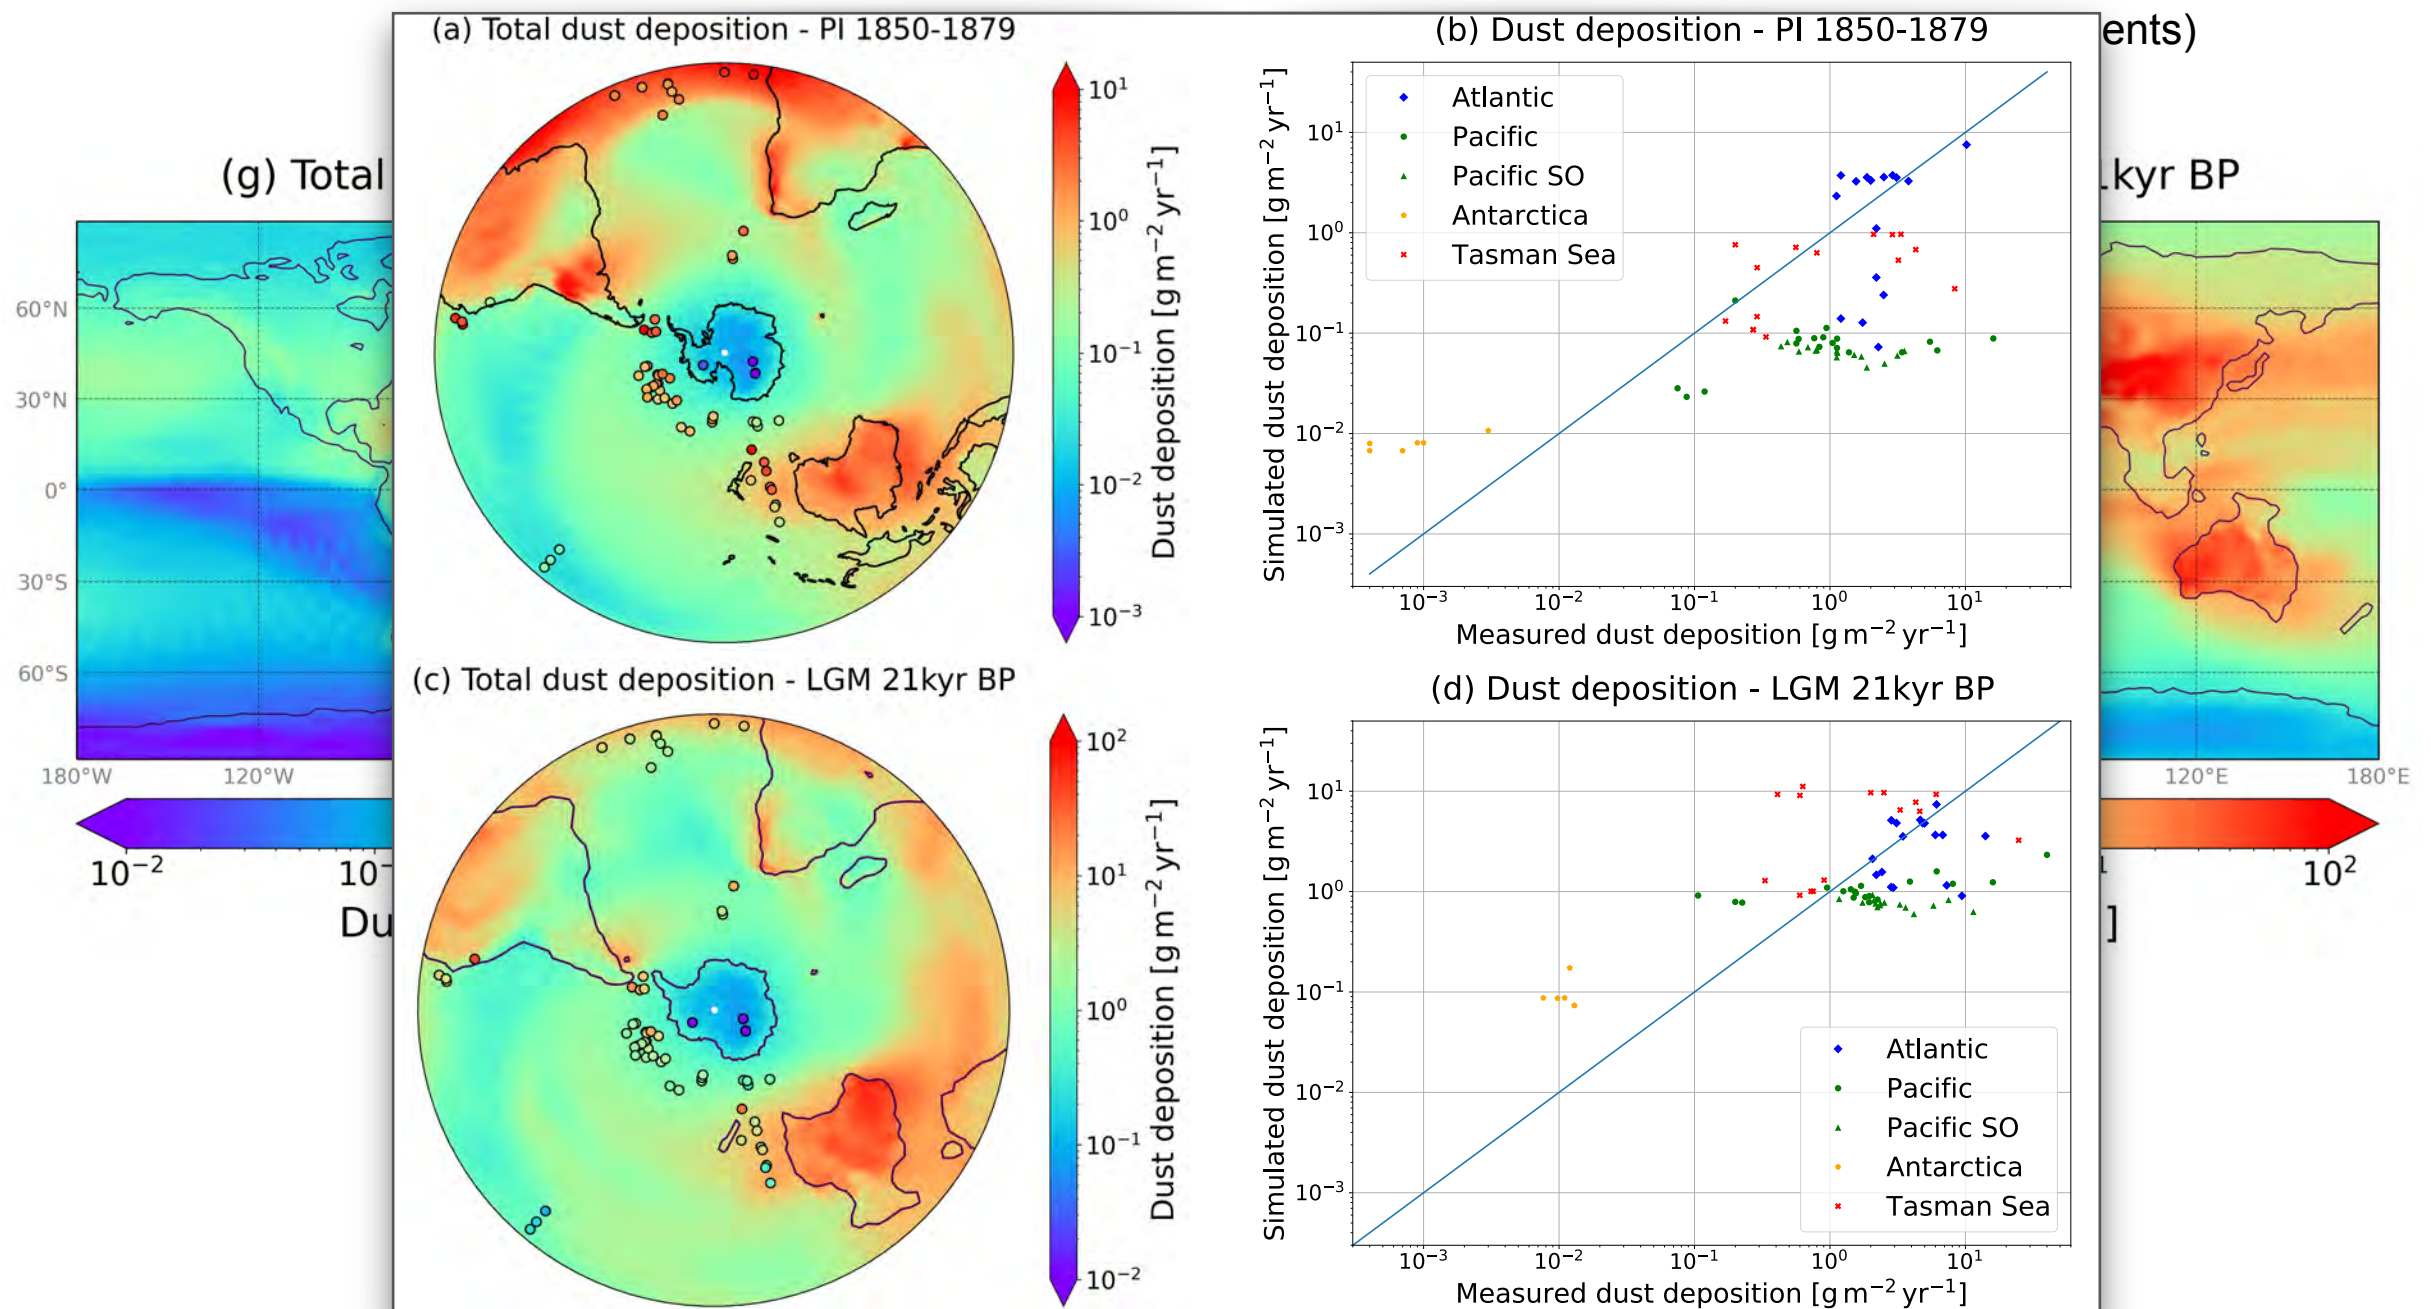 ents)
(g) Total
1kyr BP
60°N
30°N
0°
30°S
60°S
180°W
120°W
120°E
180°E
10⁻²
10⁻
10²
Du
]
(a) Total dust deposition - PI 1850-1879
10¹
10⁰
10⁻¹
10⁻²
10⁻³
Dust deposition [g m⁻² yr⁻¹]
(b) Dust deposition - PI 1850-1879
Atlantic
Pacific
Pacific SO
Antarctica
Tasman Sea
Simulated dust deposition [g m⁻² yr⁻¹]
10¹
10⁰
10⁻¹
10⁻²
10⁻³
10⁻³
10⁻²
10⁻¹
10⁰
10¹
Measured dust deposition [g m⁻² yr⁻¹]
(c) Total dust deposition - LGM 21kyr BP
10²
10¹
10⁰
10⁻¹
10⁻²
Dust deposition [g m⁻² yr⁻¹]
(d) Dust deposition - LGM 21kyr BP
Simulated dust deposition [g m⁻² yr⁻¹]
10¹
10⁰
10⁻¹
10⁻²
10⁻³
Atlantic
Pacific
Pacific SO
Antarctica
Tasman Sea
10⁻³
10⁻²
10⁻¹
10⁰
10¹
Measured dust deposition [g m⁻² yr⁻¹]